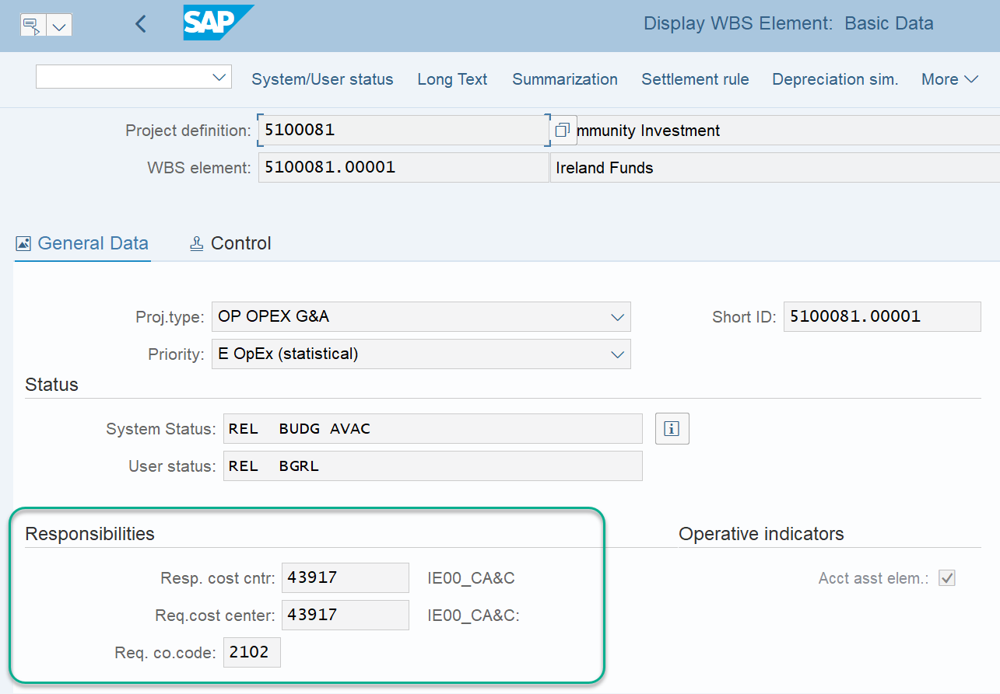 SAP
Display WBS Element: Basic Data
System/User status Long Text Summarization Settlement rule Depreciation sim. More
Project definition: 5100081 mmunity Investment
WBS element: 5100081.00001 Ireland Funds
General Data Control
Proj.type: OP OPEX G&A Short ID: 5100081.00001
Priority: E OpEx (statistical)
Status
System Status: REL BUDG AVAC
User status: REL BGRL
Responsibilities Operative indicators
Resp. cost cntr: 43917 IE00_CA&C Acct asst elem.:
Req.cost center: 43917 IE00_CA&C:
Req. co.code: 2102